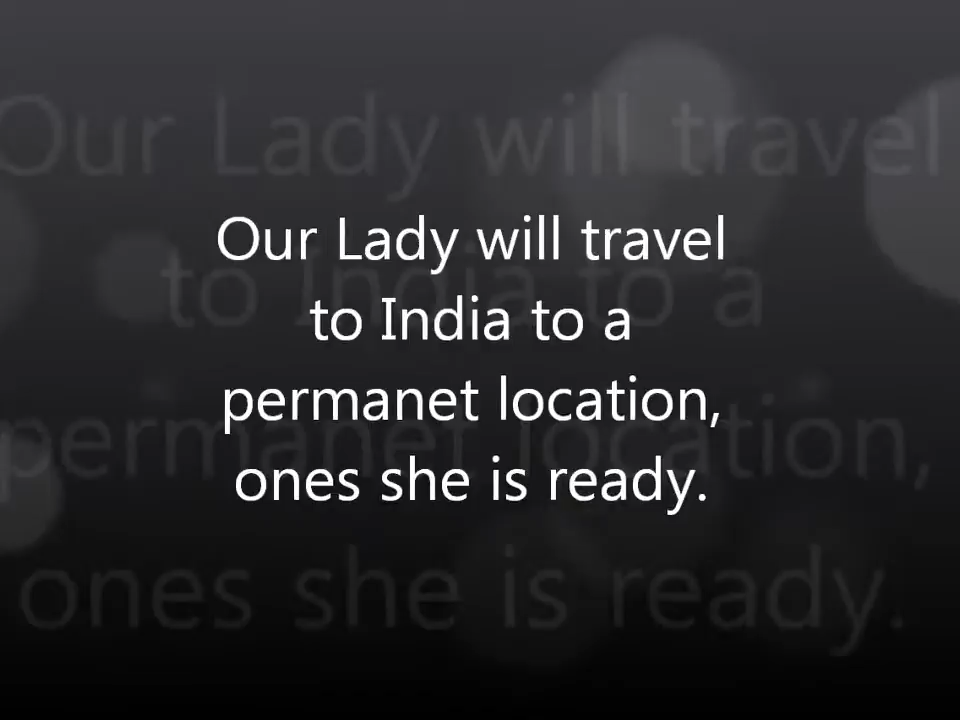 Our Lady will travel
to India to a
permanet location,
ones she is ready.